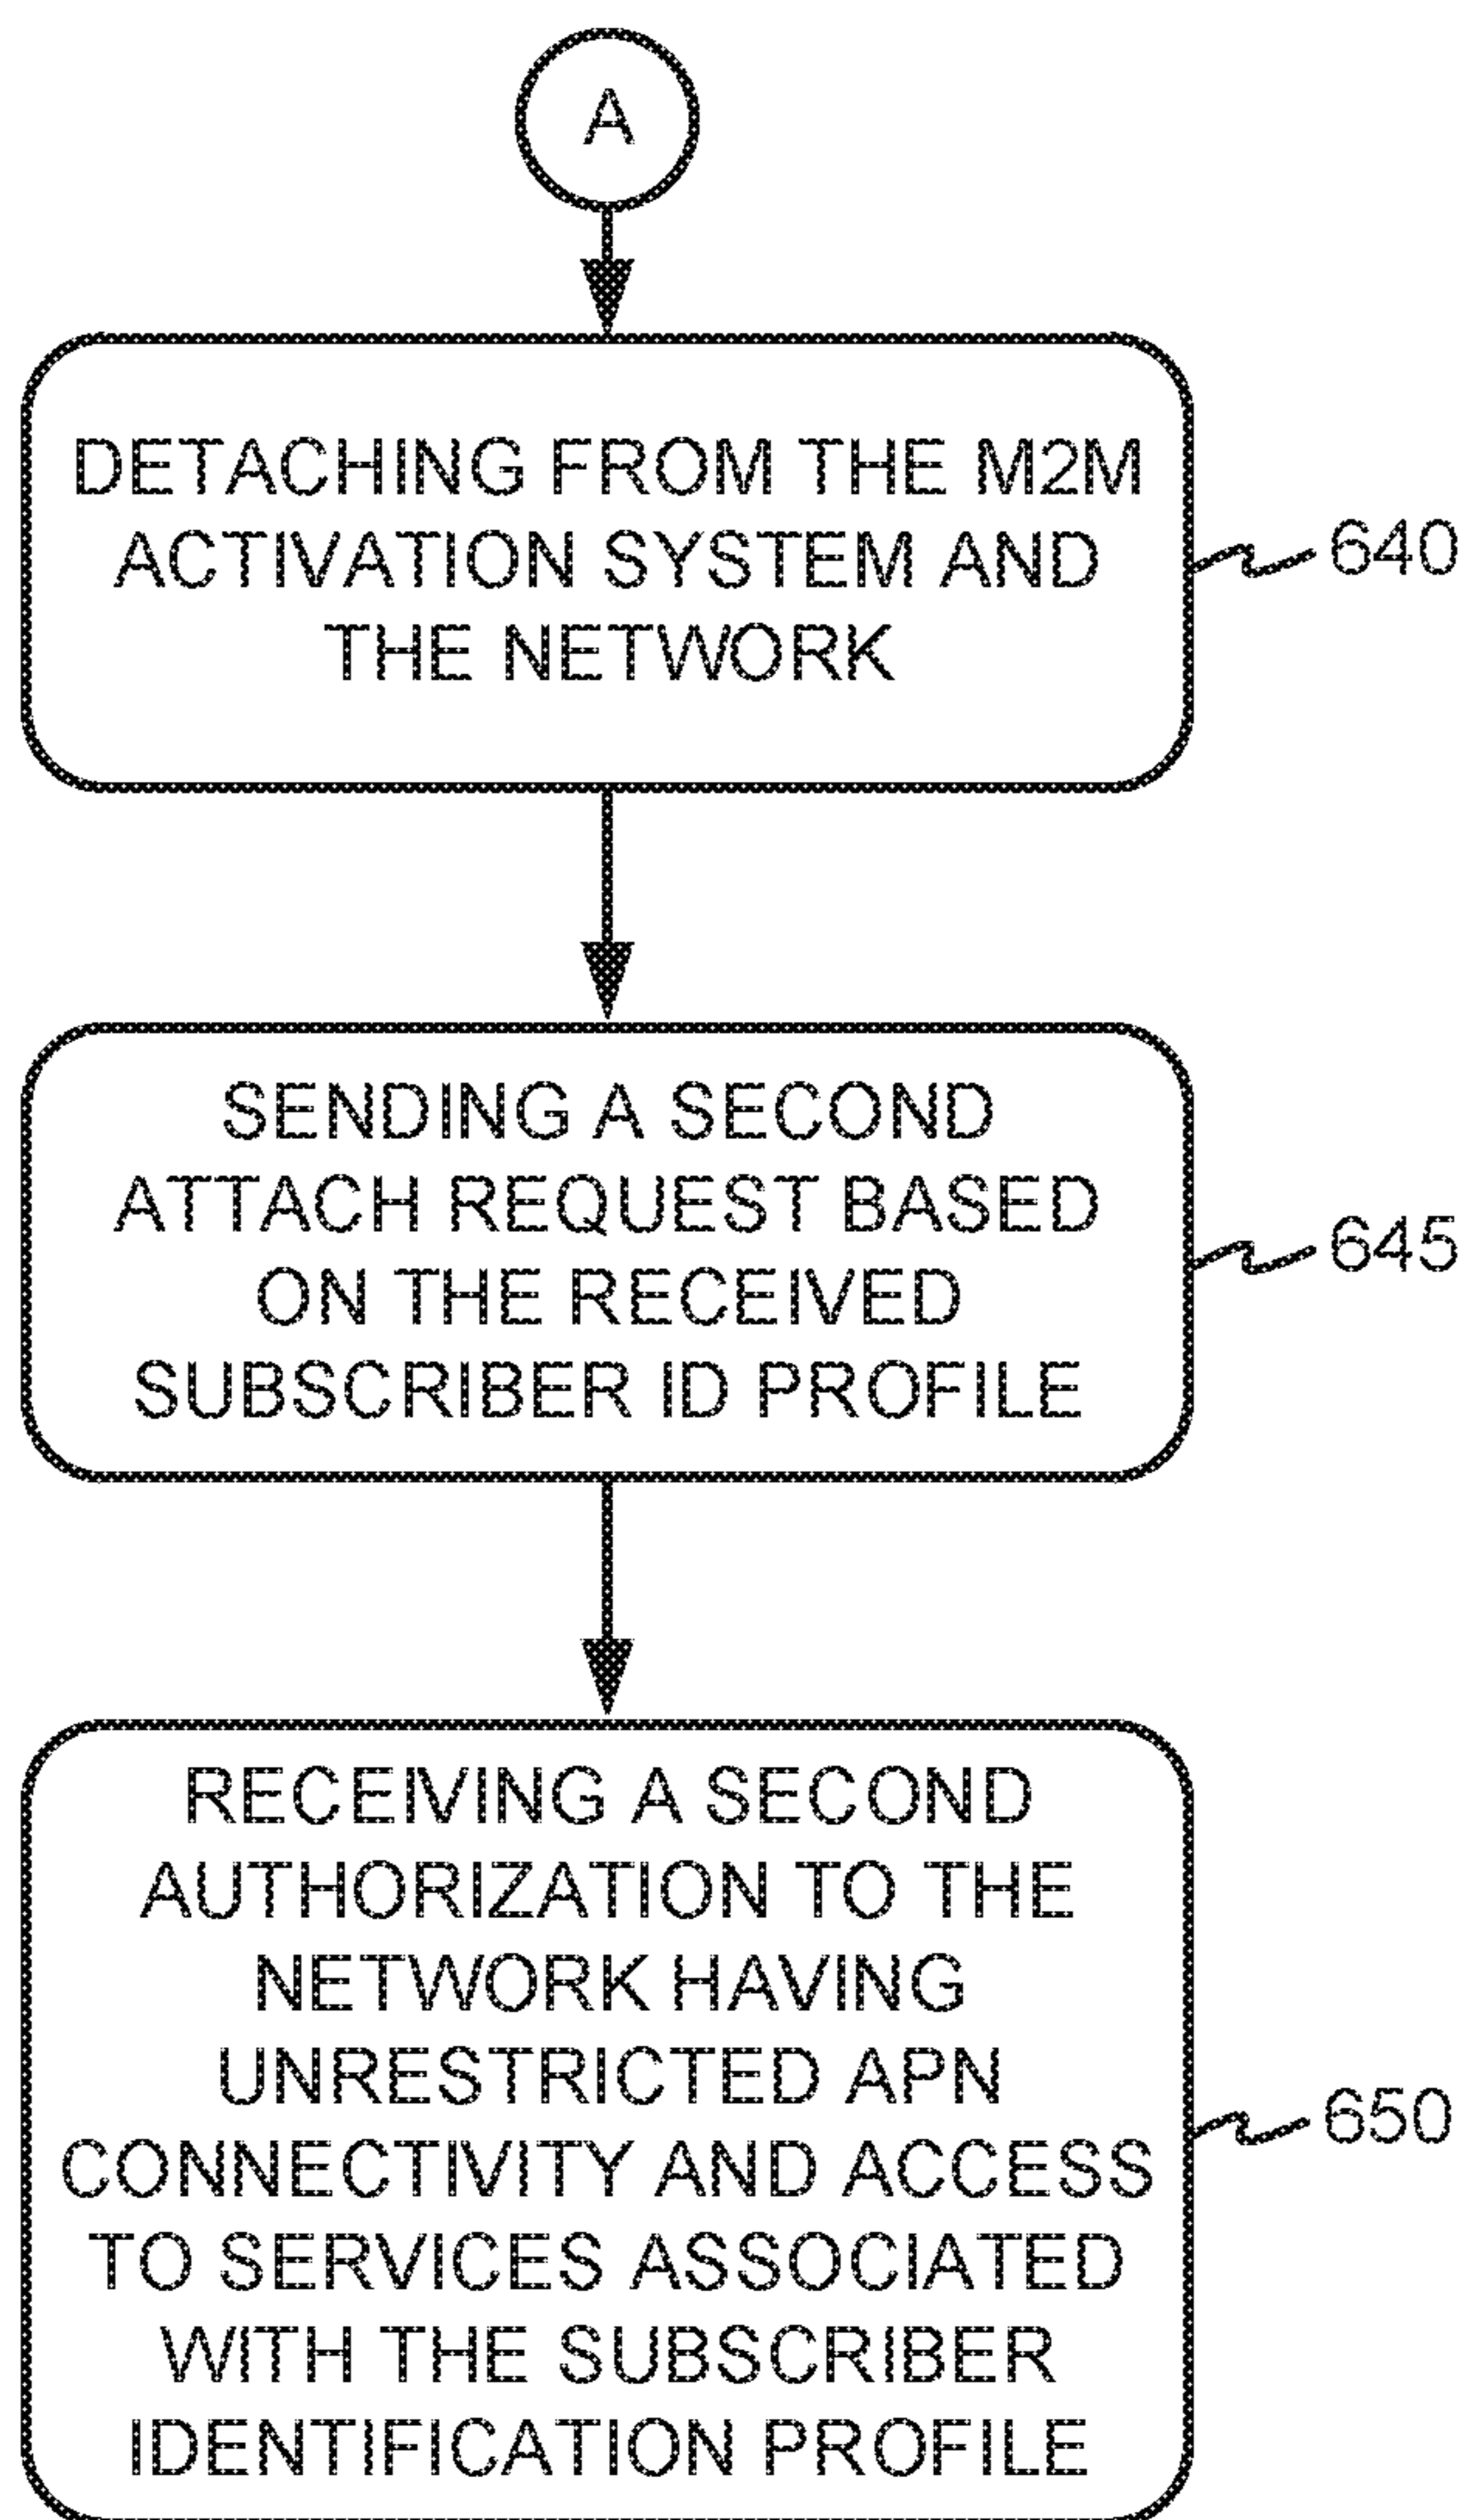 A
DETACHING FROM THE M2M
ACTIVATION SYSTEM AND
THE NETWORK
640
SENDING A SECOND
ATTACH REQUEST BASED
ON THE RECEIVED
SUBSCRIBER ID PROFILE
645
RECEIVING A SECOND
AUTHORIZATION TO THE
NETWORK HAVING
UNRESTRICTED APN
CONNECTIVITY AND ACCESS
TO SERVICES ASSOCIATED
WITH THE SUBSCRIBER
IDENTIFICATION PROFILE
650